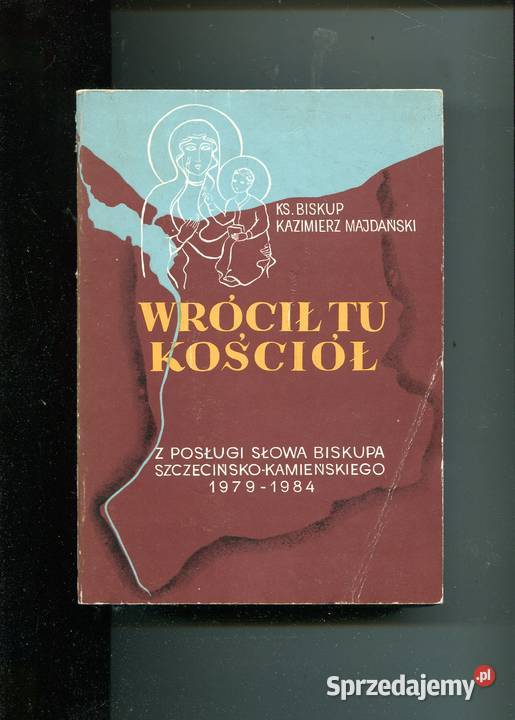 KS. BISKUP
KAZIMIERZ MAJDAŃSKI
WRÓCIŁ TU
KOŚCIÓŁ
Z POSŁUGI SŁOWA BISKUPA
SZCZECIŃSKO-KAMIEŃSKIEGO
1979-1984
Sprzedajemy.pl